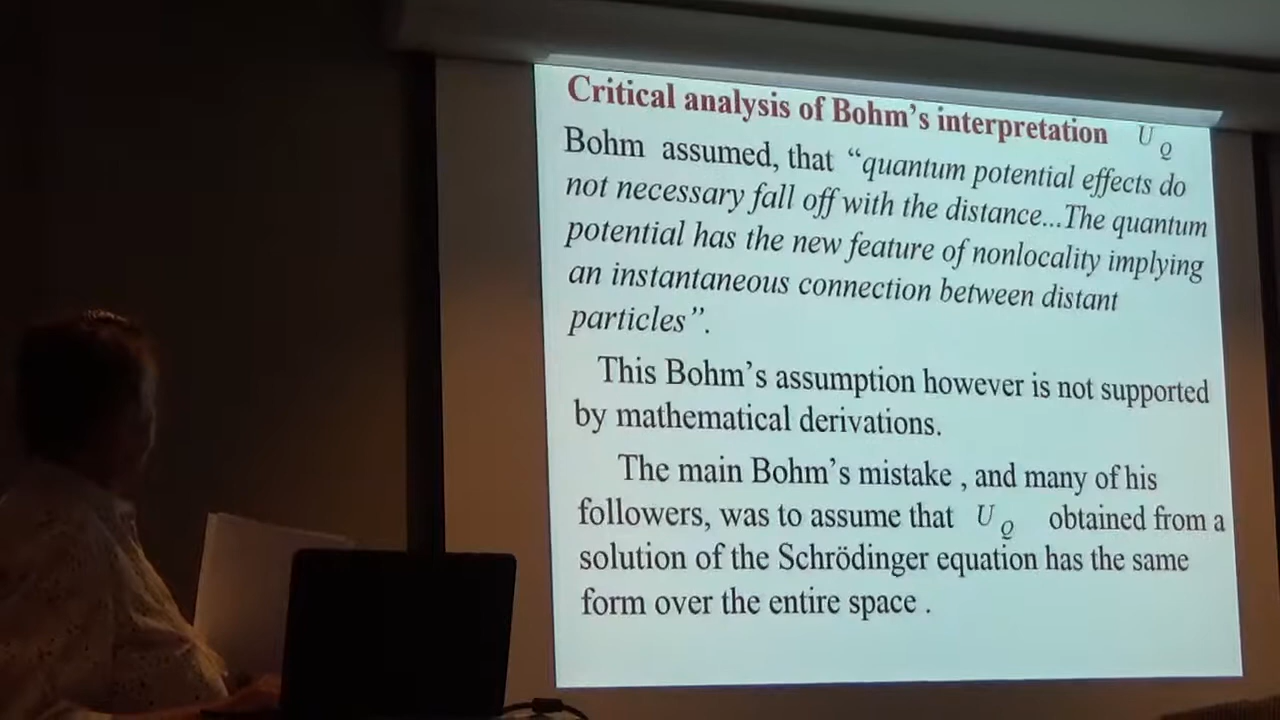 Critical analysis of Bohm's interpretation U Q
Bohm assumed, that “quantum potential effects do
not necessary fall off with the distance...The quantum
potential has the new feature of nonlocality implying
an instantaneous connection between distant
particles”.
This Bohm's assumption however is not supported
by mathematical derivations.
The main Bohm's mistake , and many of his
followers, was to assume that U Q obtained from a
solution of the Schrödinger equation has the same
form over the entire space .